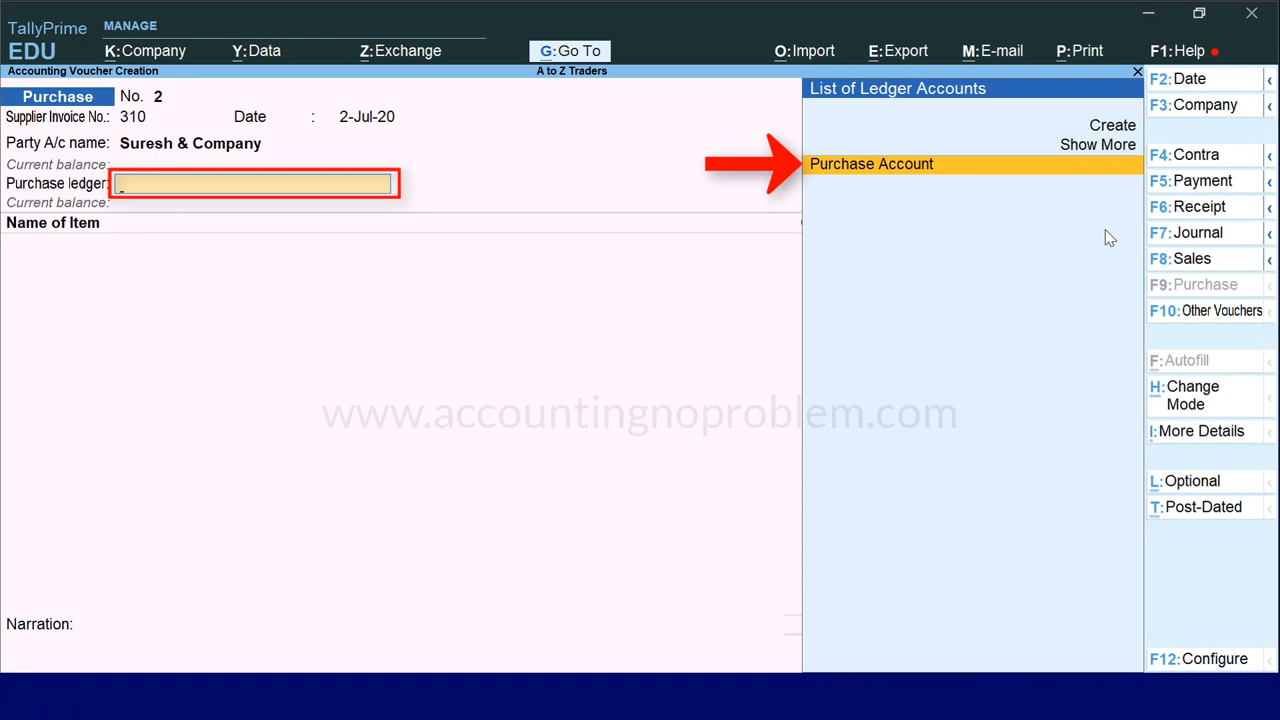 TallyPrime
EDU
MANAGE
K:Company
Y:Data
Z:Exchange
G:Go To
O:Import
E:Export
M:E-mail
P:Print
F1:Help
Accounting Voucher Creation
A to Z Traders
Purchase No. 2
Supplier Invoice No.: 310 Date : 2-Jul-20
Party A/c name: Suresh & Company
Current balance:
Purchase ledger:
Current balance:
Name of Item
Narration:
List of Ledger Accounts
Create
Show More
Purchase Account
F2:Date
F3:Company
F4:Contra
F5:Payment
F6:Receipt
F7:Journal
F8:Sales
F9:Purchase
F10:Other Vouchers
F:Autofill
H:Change
Mode
I:More Details
L:Optional
T:Post-Dated
F12:Configure
www.accountingnoproblem.com